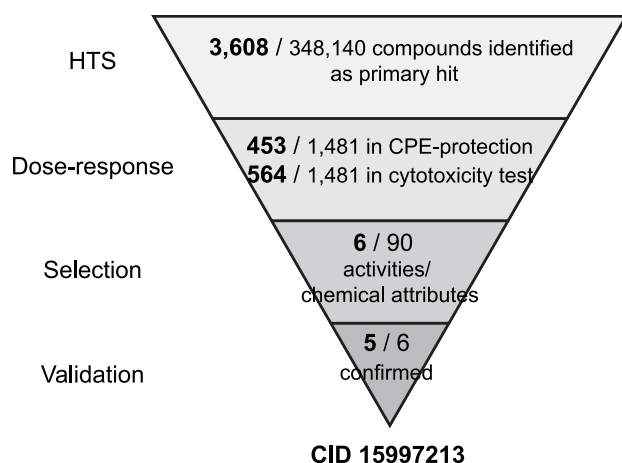 HTS
3,608 / 348,140 compounds identified
as primary hit
Dose-response
453 / 1,481 in CPE-protection
564 / 1,481 in cytotoxicity test
Selection
6 / 90
activities/
chemical attributes
Validation
5 / 6
confirmed
CID 15997213